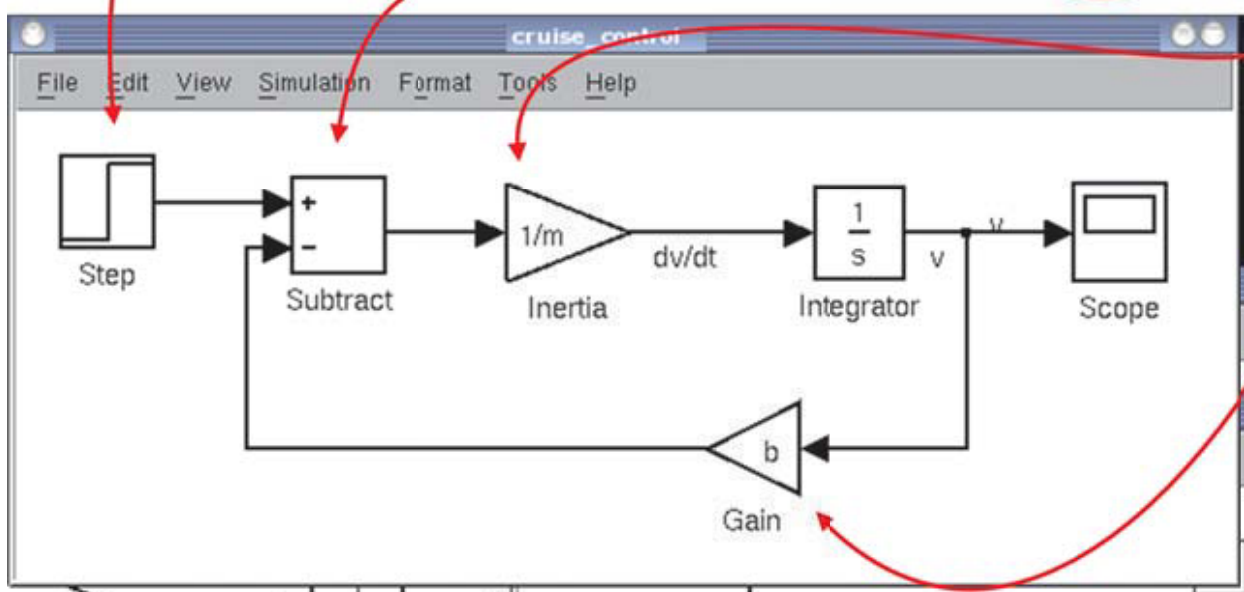 cruise_control
File Edit View Simulation Format Tools Help
+
−
Step
Subtract
1/m
Inertia
dv/dt
1
s
Integrator
v
v
Scope
b
Gain